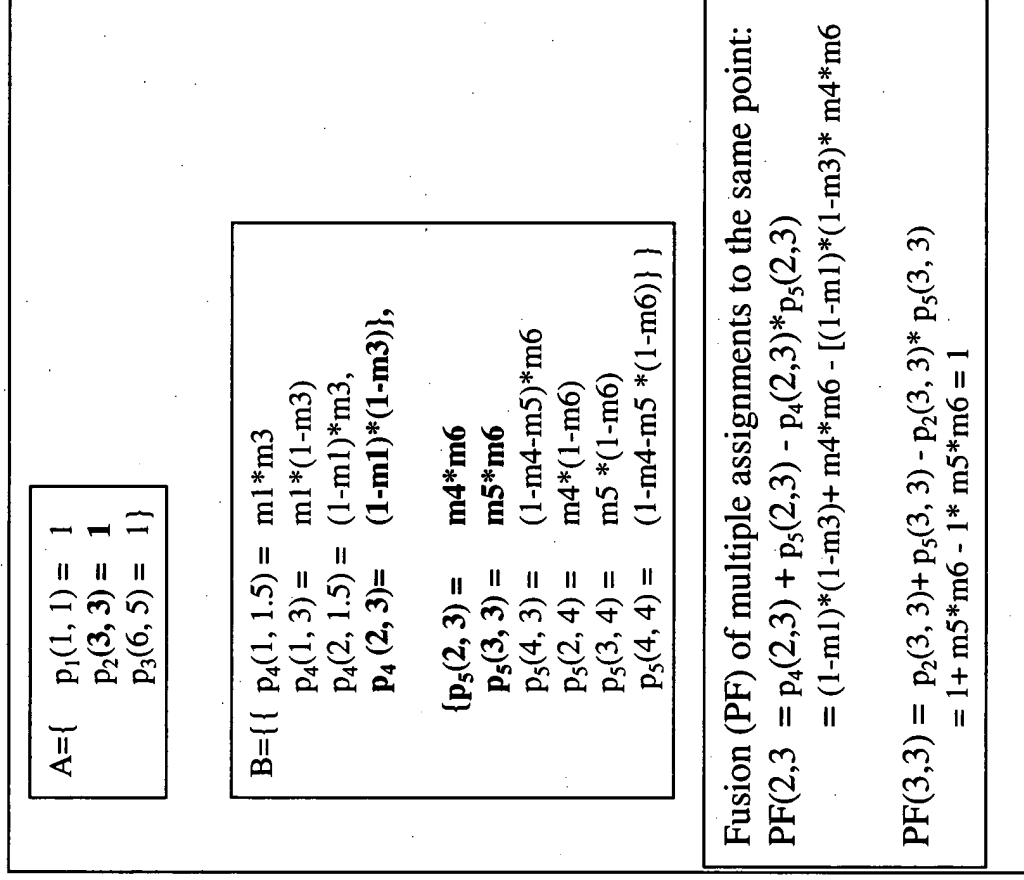 A={ p₁(1, 1) = 1
p₂(3, 3) = 1
p₃(6, 5) = 1}
B={{ p₄(1, 1.5) = m1*m3
p₄(1, 3) = m1*(1-m3)
p₄(2, 1.5) = (1-m1)*m3,
p₄ (2, 3)= (1-m1)*(1-m3)},
{p₅(2, 3) = m4*m6
p₅(3, 3) = m5*m6
p₅(4, 3) = (1-m4-m5)*m6
p₅(2, 4) = m4*(1-m6)
p₅(3, 4) = m5 *(1-m6)
p₅(4, 4) = (1-m4-m5 *(1-m6)} }
Fusion (PF) of multiple assignments to the same point:
PF(2,3 = p₄(2,3) + p₅(2,3) - p₄(2,3)*p₅(2,3)
= (1-m1)*(1-m3)+ m4*m6 - [(1-m1)*(1-m3)* m4*m6
PF(3,3) = p₂(3, 3)+ p₅(3, 3) - p₂(3, 3)* p₅(3, 3)
= 1+ m5*m6 - 1* m5*m6 = 1